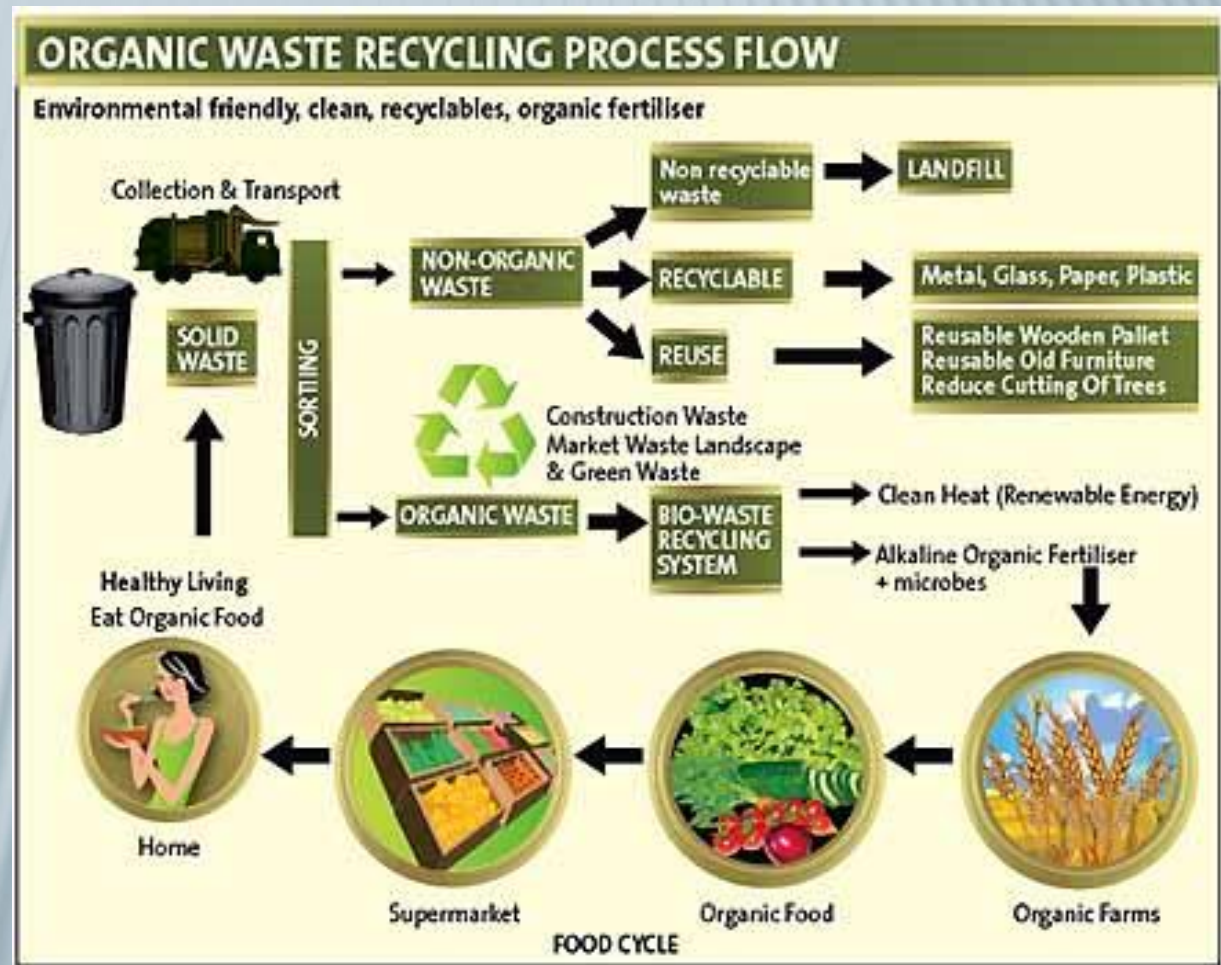 ORGANIC WASTE RECYCLING PROCESS FLOW
Environmental friendly, clean, recyclables, organic fertiliser
Collection & Transport
SOLID
WASTE
SORTING
NON-ORGANIC
WASTE
Non recyclable
waste
LANDFILL
RECYCLABLE
Metal, Glass, Paper, Plastic
REUSE
Reusable Wooden Pallet
Reusable Old Furniture
Reduce Cutting Of Trees
Construction Waste
Market Waste Landscape
& Green Waste
ORGANIC WASTE
BIO-WASTE
RECYCLING
SYSTEM
Clean Heat (Renewable Energy)
Alkaline Organic Fertiliser
+ microbes
Healthy Living
Eat Organic Food
Home
Supermarket
Organic Food
Organic Farms
FOOD CYCLE